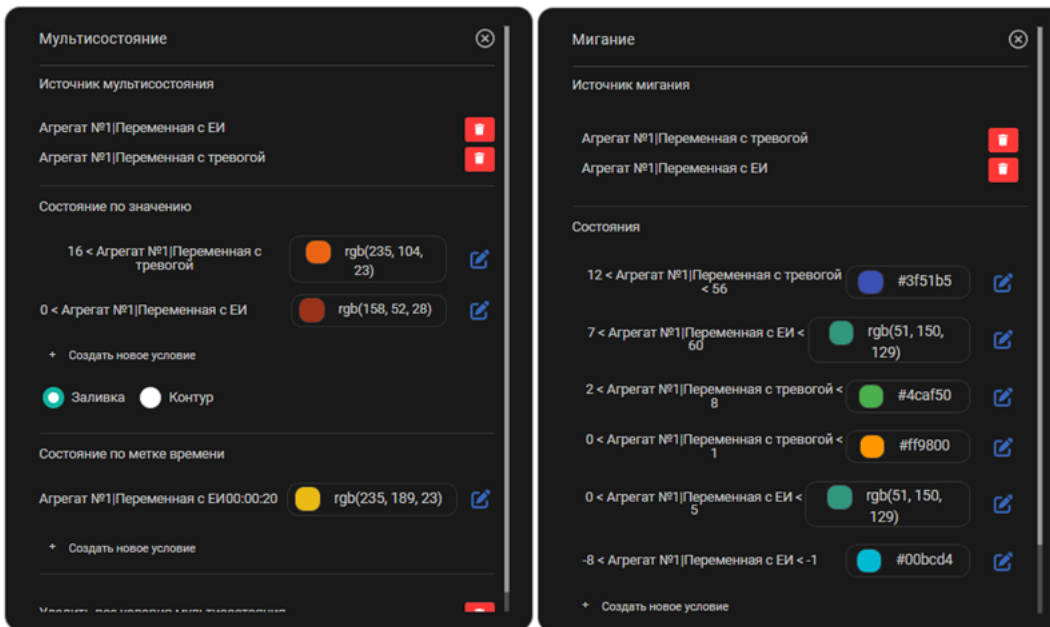 Мультисостояние
Источник мультисостояния
Агрегат №1|Переменная с ЕИ
Агрегат №1|Переменная с тревогой
Состояние по значению
16 < Агрегат №1|Переменная с
тревогой
rgb(235, 104,
23)
0 < Агрегат №1|Переменная с ЕИ
rgb(158, 52, 28)
+ Создать новое условие
Заливка Контур
Состояние по метке времени
Агрегат №1|Переменная с ЕИ00:00:20
rgb(235, 189, 23)
+ Создать новое условие
Удалить все условия мультисостояния
Мигание
Источник мигания
Агрегат №1|Переменная с тревогой
Агрегат №1|Переменная с ЕИ
Состояния
12 < Агрегат №1|Переменная с тревогой
< 56
#3f51b5
7 < Агрегат №1|Переменная с ЕИ <
60
rgb(51, 150,
129)
2 < Агрегат №1|Переменная с тревогой <
8
#4caf50
0 < Агрегат №1|Переменная с тревогой <
1
#ff9800
0 < Агрегат №1|Переменная с ЕИ <
5
rgb(51, 150,
129)
-8 < Агрегат №1|Переменная с ЕИ < -1
#00bcd4
+ Создать новое условие